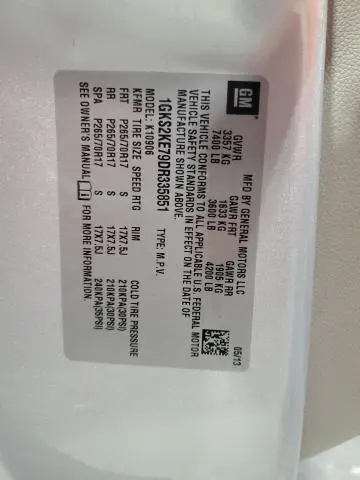 GM
MFD BY GENERAL MOTORS LLC 05/13
GVWR GAWR FRT GAWR RR
3357 KG 1633 KG 1905 KG
7400 LB 3600 LB 4200 LB
THIS VEHICLE CONFORMS TO ALL APPLICABLE U.S. FEDERAL MOTOR
VEHICLE SAFETY STANDARDS IN EFFECT ON THE DATE OF
MANUFACTURE SHOWN ABOVE.
1GKS2KE79DR335851 TYPE: M.P.V.
MODEL: K10906
KFMR TIRE SIZE SPEED RTG RIM COLD TIRE PRESSURE
FRT P265/70R17 S 17X7.5J 210KPA(30PSI)
RR P265/70R17 S 17X7.5J 210KPA(30PSI)
SPA P265/70R17 S 17X7.5J 240KPA(35PSI)
SEE OWNER'S MANUAL FOR MORE INFORMATION.